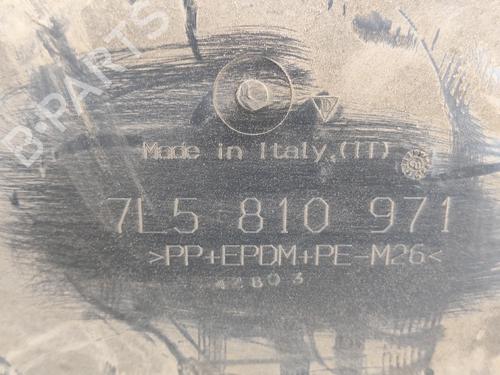 B-PARTS
Made in Italy,(IT)
7L5 810 971
>PP+EPDM+PE-M26<